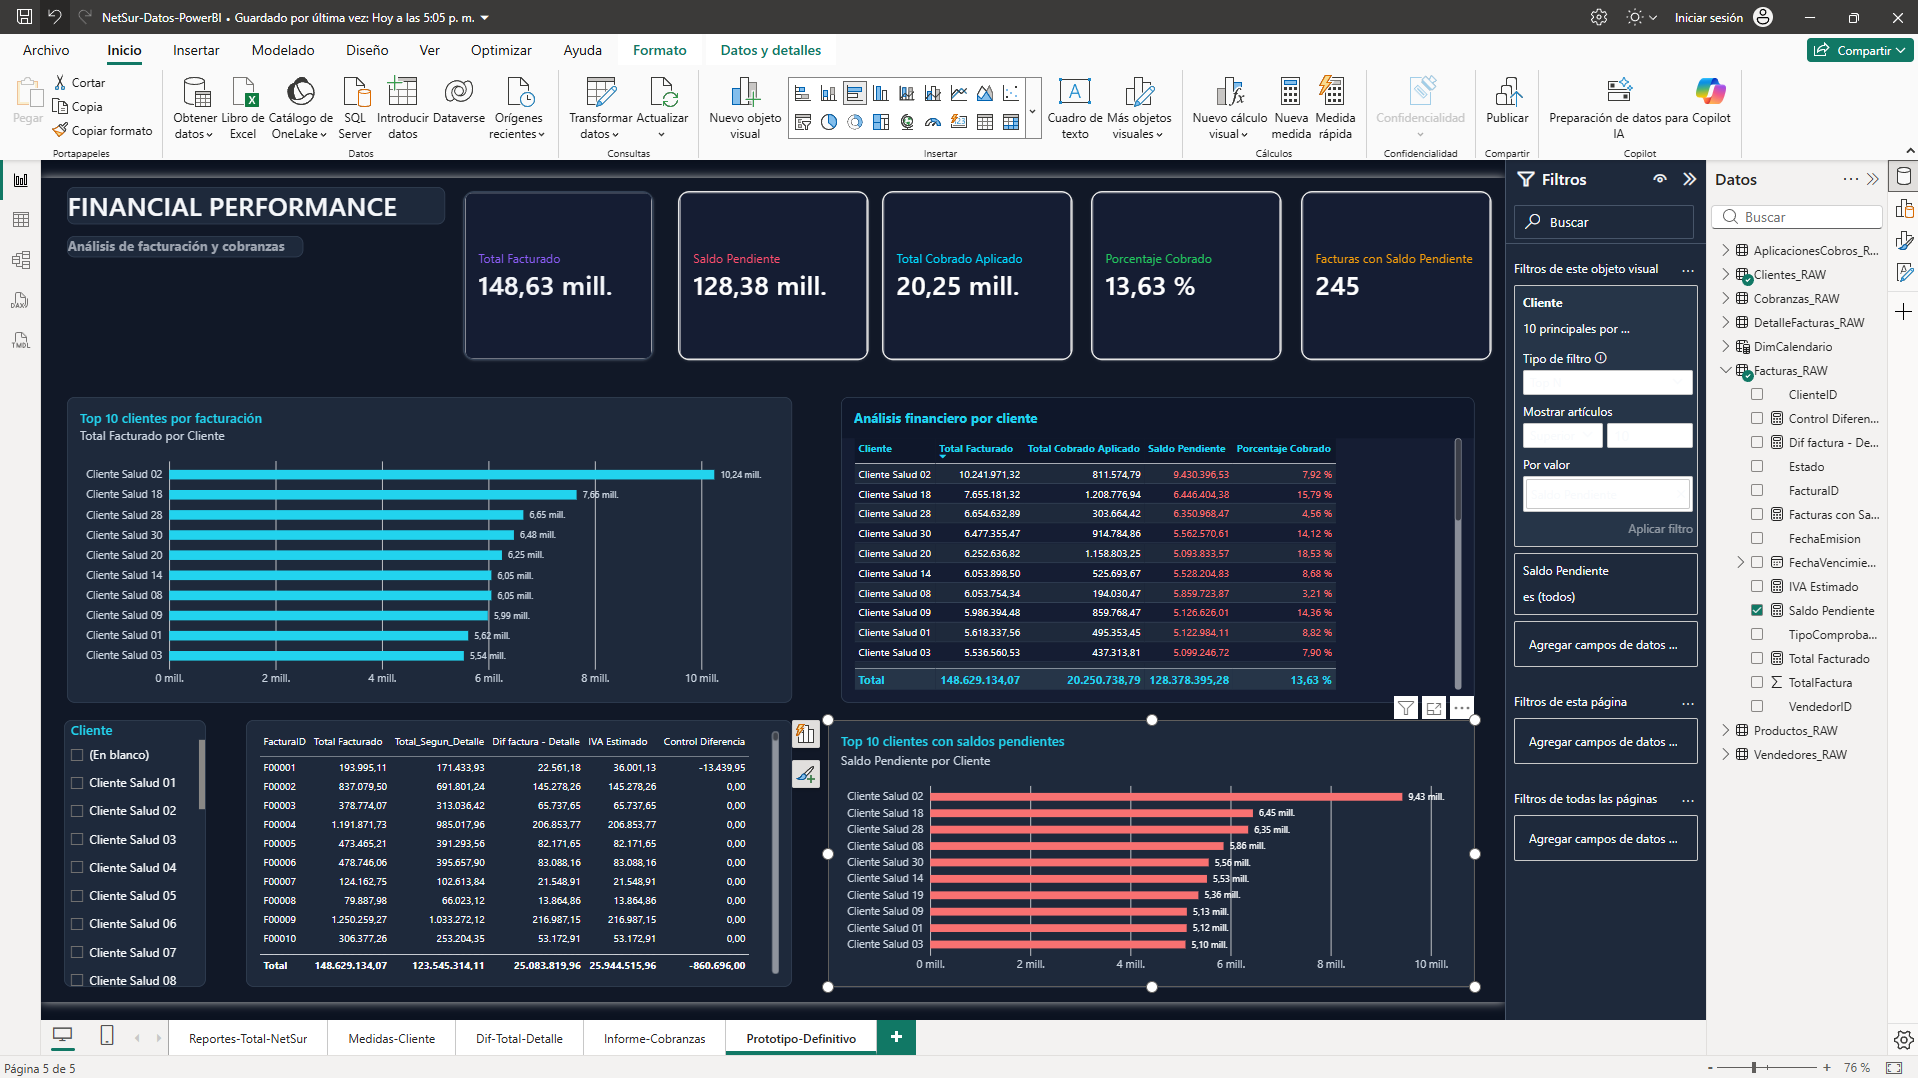 NetSur-Datos-PowerBI • Guardado por última vez: Hoy a las 5:05 p. m.
Iniciar sesión
Archivo Inicio Insertar Modelado Diseño Ver Optimizar Ayuda Formato Datos y detalles
Compartir
Pegar
Cortar
Copia
Copiar formato
Portapapeles
Obtener datos
Libro de Excel
Catálogo de OneLake
SQL Server
Introducir datos
Dataverse
Orígenes recientes
Datos
Transformar datos
Actualizar
Consultas
Nuevo objeto visual
Cuadro de texto
Más objetos visuales
Insertar
Nuevo cálculo visual
Nueva medida
Medida rápida
Cálculos
Confidencialidad
Confidencialidad
Publicar
Compartir
Preparación de datos para IA
Copilot
Copilot
FINANCIAL PERFORMANCE
Análisis de facturación y cobranzas
Total Facturado
148,63 mill.
Saldo Pendiente
128,38 mill.
Total Cobrado Aplicado
20,25 mill.
Porcentaje Cobrado
13,63 %
Facturas con Saldo Pendiente
245
Top 10 clientes por facturación
Total Facturado por Cliente
Cliente Salud 02 10,24 mill.
Cliente Salud 18 7,66 mill.
Cliente Salud 28 6,65 mill.
Cliente Salud 30 6,48 mill.
Cliente Salud 20 6,25 mill.
Cliente Salud 14 6,05 mill.
Cliente Salud 08 6,05 mill.
Cliente Salud 09 5,99 mill.
Cliente Salud 01 5,62 mill.
Cliente Salud 03 5,54 mill.
0 mill. 2 mill. 4 mill. 6 mill. 8 mill. 10 mill.
Análisis financiero por cliente
Cliente Total Facturado Total Cobrado Aplicado Saldo Pendiente Porcentaje Cobrado
Cliente Salud 02 10.241.971,32 811.574,79 9.430.396,53 7,92 %
Cliente Salud 18 7.655.181,32 1.208.776,94 6.446.404,38 15,79 %
Cliente Salud 28 6.654.632,89 303.664,42 6.350.968,47 4,56 %
Cliente Salud 30 6.477.355,47 914.784,86 5.562.570,61 14,12 %
Cliente Salud 20 6.252.636,82 1.158.803,25 5.093.833,57 18,53 %
Cliente Salud 14 6.053.898,50 525.693,67 5.528.204,83 8,68 %
Cliente Salud 08 6.053.754,34 194.030,47 5.859.723,87 3,21 %
Cliente Salud 09 5.986.394,48 859.768,47 5.126.626,01 14,36 %
Cliente Salud 01 5.618.337,56 495.353,45 5.122.984,11 8,82 %
Cliente Salud 03 5.536.560,53 437.313,81 5.099.246,72 7,90 %
Total 148.629.134,07 20.250.738,79 128.378.395,28 13,63 %
Cliente
(En blanco)
Cliente Salud 01
Cliente Salud 02
Cliente Salud 03
Cliente Salud 04
Cliente Salud 05
Cliente Salud 06
Cliente Salud 07
Cliente Salud 08
FacturaID Total Facturado Total_Segun_Detalle Dif factura - Detalle IVA Estimado Control Diferencia
F00001 193.995,11 171.433,93 22.561,18 36.001,13 -13.439,95
F00002 837.079,50 691.801,24 145.278,26 145.278,26 0,00
F00003 378.774,07 313.036,42 65.737,65 65.737,65 0,00
F00004 1.191.871,73 985.017,96 206.853,77 206.853,77 0,00
F00005 473.465,21 391.293,56 82.171,65 82.171,65 0,00
F00006 478.746,06 395.657,90 83.088,16 83.088,16 0,00
F00007 124.162,75 102.613,84 21.548,91 21.548,91 0,00
F00008 79.887,98 66.023,12 13.864,86 13.864,86 0,00
F00009 1.250.259,27 1.033.272,12 216.987,15 216.987,15 0,00
F00010 306.377,26 253.204,35 53.172,91 53.172,91 0,00
Total 148.629.134,07 123.545.314,11 25.083.819,96 25.944.515,96 -860.696,00
Top 10 clientes con saldos pendientes
Saldo Pendiente por Cliente
Cliente Salud 02 9,43 mill.
Cliente Salud 18 6,45 mill.
Cliente Salud 28 6,35 mill.
Cliente Salud 08 5,86 mill.
Cliente Salud 30 5,56 mill.
Cliente Salud 14 5,53 mill.
Cliente Salud 19 5,36 mill.
Cliente Salud 09 5,13 mill.
Cliente Salud 01 5,12 mill.
Cliente Salud 03 5,10 mill.
0 mill. 2 mill. 4 mill. 6 mill. 8 mill. 10 mill.
Filtros
Buscar
Filtros de este objeto visual ...
Cliente
10 principales por ...
Tipo de filtro
Mostrar artículos
Por valor
Aplicar filtro
Saldo Pendiente
es (todos)
Agregar campos de datos ...
Filtros de esta página ...
Agregar campos de datos ...
Filtros de todas las páginas ...
Agregar campos de datos ...
Datos
Buscar
AplicacionesCobros_R...
Clientes_RAW
Cobranzas_RAW
DetalleFacturas_RAW
DimCalendario
Facturas_RAW
ClienteID
Control Diferen...
Dif factura - De...
Estado
FacturaID
Facturas con Sa...
FechaEmision
FechaVencimie...
IVA Estimado
Saldo Pendiente
TipoComproba...
Total Facturado
TotalFactura
VendedorID
Productos_RAW
Vendedores_RAW
DAX
TMDL
Reportes-Total-NetSur Medidas-Cliente Dif-Total-Detalle Informe-Cobranzas Prototipo-Definitivo +
Página 5 de 5
- + 76 %